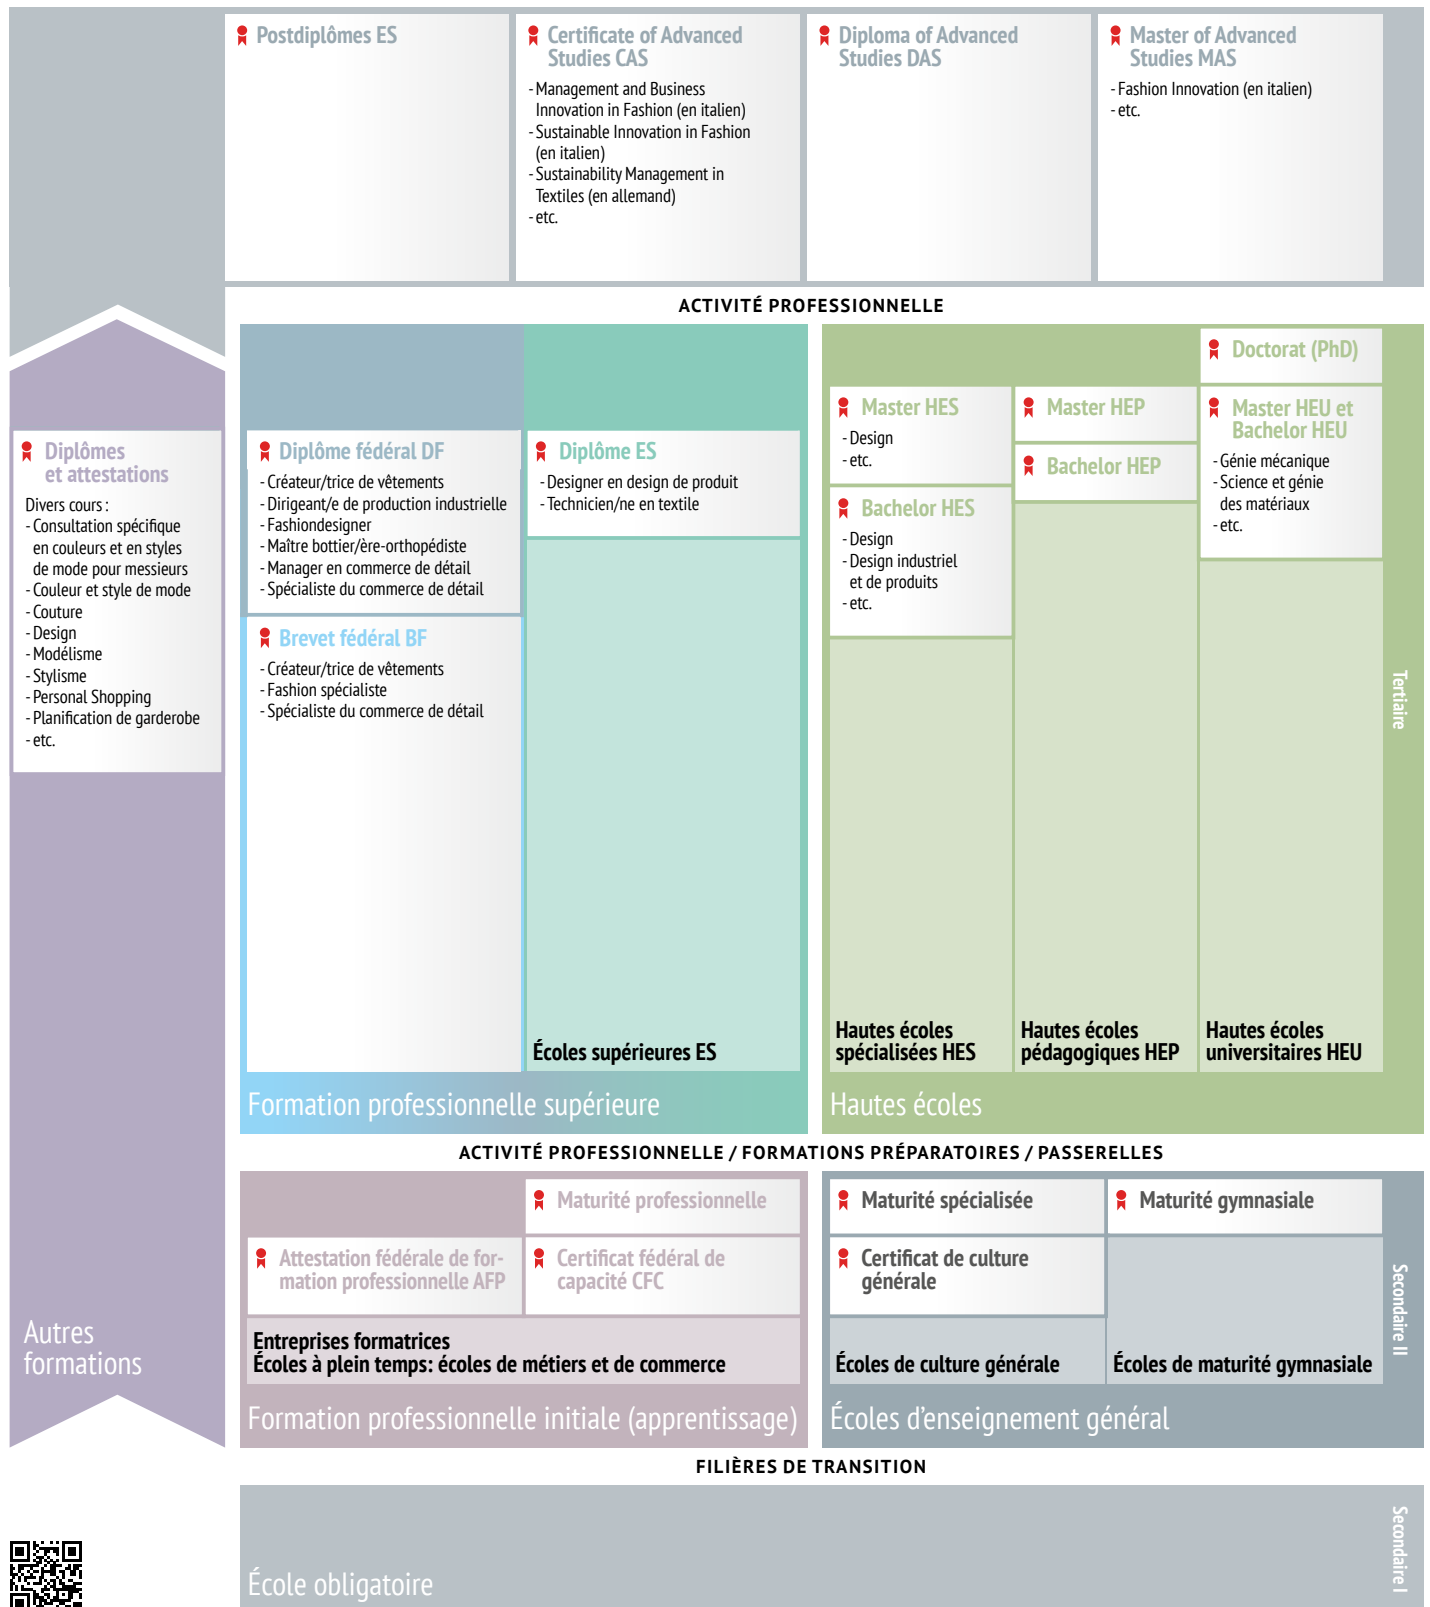 Postdiplômes ES
Certificate of Advanced
Studies CAS
- Management and Business
Innovation in Fashion (en italien)
- Sustainable Innovation in Fashion
(en italien)
- Sustainability Management in
Textiles (en allemand)
- etc.
Diploma of Advanced
Studies DAS
Master of Advanced
Studies MAS
- Fashion Innovation (en italien)
- etc.
ACTIVITÉ PROFESSIONNELLE
Diplômes
et attestations
Divers cours :
- Consultation spécifique
en couleurs et en styles
de mode pour messieurs
- Couleur et style de mode
- Couture
- Design
- Modélisme
- Stylisme
- Personal Shopping
- Planification de garderobe
- etc.
Autres
formations
Diplôme fédéral DF
- Créateur/trice de vêtements
- Dirigeant/e de production industrielle
- Fashiondesigner
- Maître bottier/ère-orthopédiste
- Manager en commerce de détail
- Spécialiste du commerce de détail
Brevet fédéral BF
- Créateur/trice de vêtements
- Fashion spécialiste
- Spécialiste du commerce de détail
Diplôme ES
- Designer en design de produit
- Technicien/ne en textile
Écoles supérieures ES
Formation professionnelle supérieure
Master HES
- Design
- etc.
Bachelor HES
- Design
- Design industriel
et de produits
- etc.
Hautes écoles
spécialisées HES
Master HEP
Bachelor HEP
Hautes écoles
pédagogiques HEP
Doctorat (PhD)
Master HEU et
Bachelor HEU
- Génie mécanique
- Science et génie
des matériaux
- etc.
Hautes écoles
universitaires HEU
Hautes écoles
Tertiaire
ACTIVITÉ PROFESSIONNELLE / FORMATIONS PRÉPARATOIRES / PASSERELLES
Maturité professionnelle
Attestation fédérale de for-
mation professionnelle AFP
Certificat fédéral de
capacité CFC
Entreprises formatrices
Écoles à plein temps: écoles de métiers et de commerce
Formation professionnelle initiale (apprentissage)
Maturité spécialisée
Certificat de culture
générale
Écoles de culture générale
Maturité gymnasiale
Écoles de maturité gymnasiale
Écoles d'enseignement général
Secondaire II
FILIÈRES DE TRANSITION
École obligatoire
Secondaire I